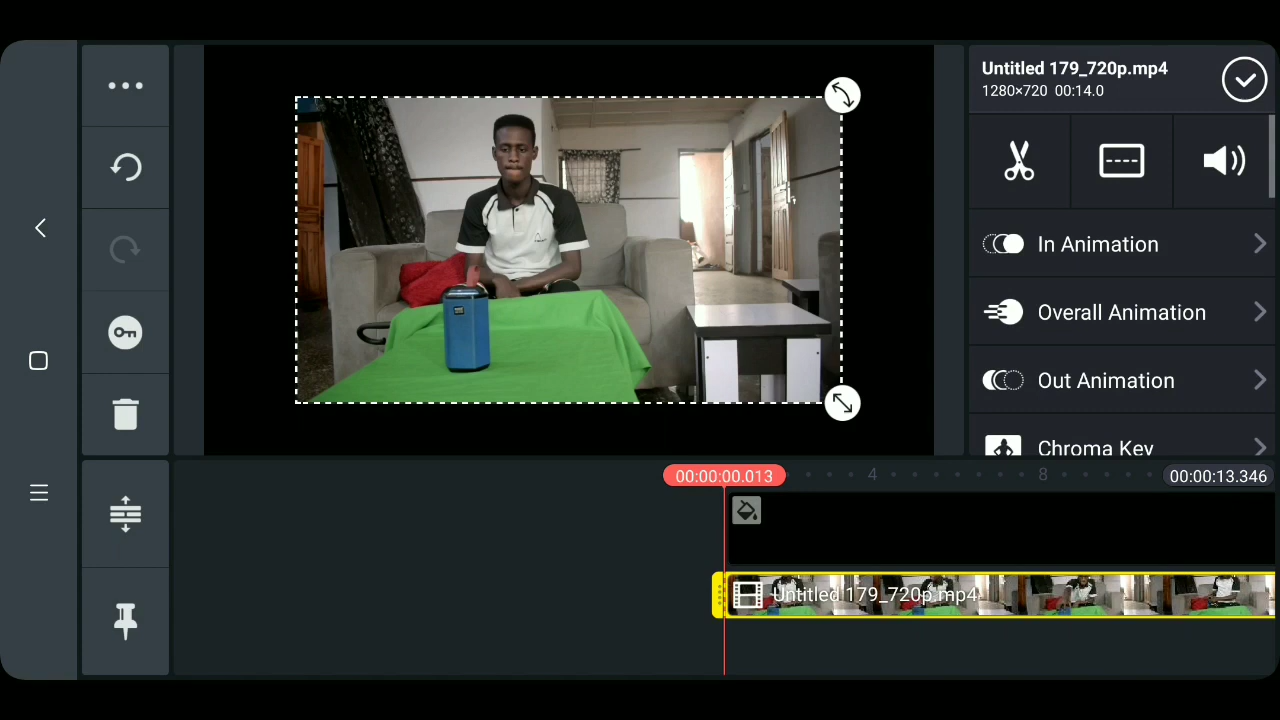 Untitled 179_720p.mp4
1280×720 00:14.0
In Animation
Overall Animation
Out Animation
Chroma Key
00:00:00.013
4
8
00:00:13.346
Untitled 179_720p.mp4